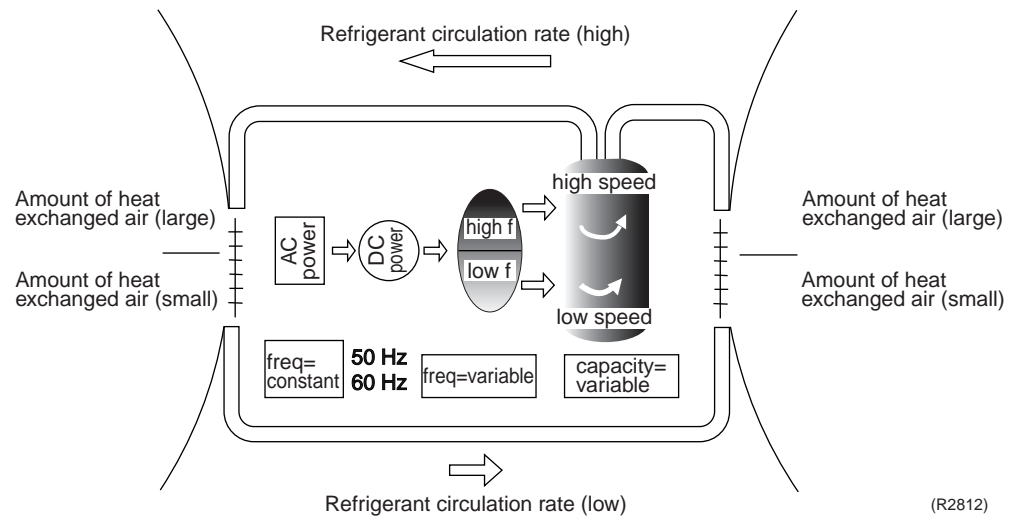 Refrigerant circulation rate (high)
Amount of heat
exchanged air (large)
Amount of heat
exchanged air (small)
AC
power
DC
power
high f
low f
high speed
low speed
Amount of heat
exchanged air (large)
Amount of heat
exchanged air (small)
freq=
constant
50 Hz
60 Hz
freq=variable
capacity=
variable
Refrigerant circulation rate (low)
(R2812)